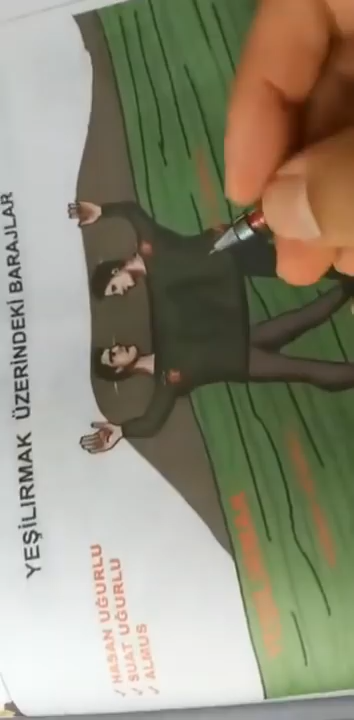 YEŞİLIRMAK ÜZERİNDEKİ BARAJLAR
✓ HASAN UĞURLU
✓ SUAT UĞURLU
✓ ALMUS